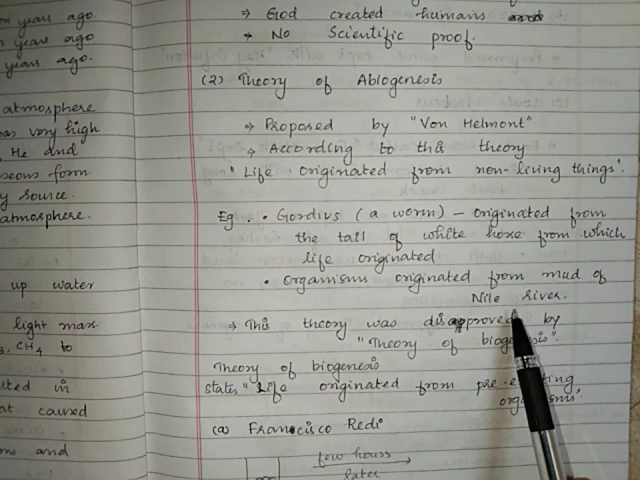 on years ago
n years ago
years ago.
atmosphere
as very high
, He and
seous form.
y source.
atmosphere.
up water
light max.
3, CH4 to
ulted in
at caused
om and
→ God created humans
→ No Scientific proof.
(2) Theory of Abiogenesis
→ Proposed by "Von Helmont"
→ According to this theory
"Life originated from non-living things".
Eg. • Gordius (a worm) - originated from
the tail of white horse from which
life originated
• organisms originated from mud of
Nile river.
→ This theory was disapproved by
"Theory of biogenesis".
Theory of biogenesis
states "Life originated from pre-existing
organisms"
(a) Francisco Redi
few hours
later